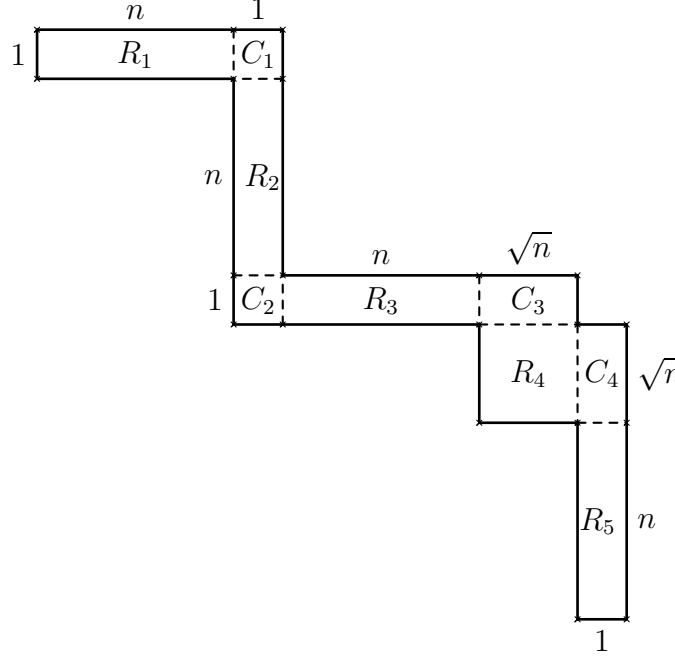 n 1
1 R₁ C₁
n R₂
n √n
1 C₂ R₃ C₃
R₄ C₄ √n
R₅ n
1